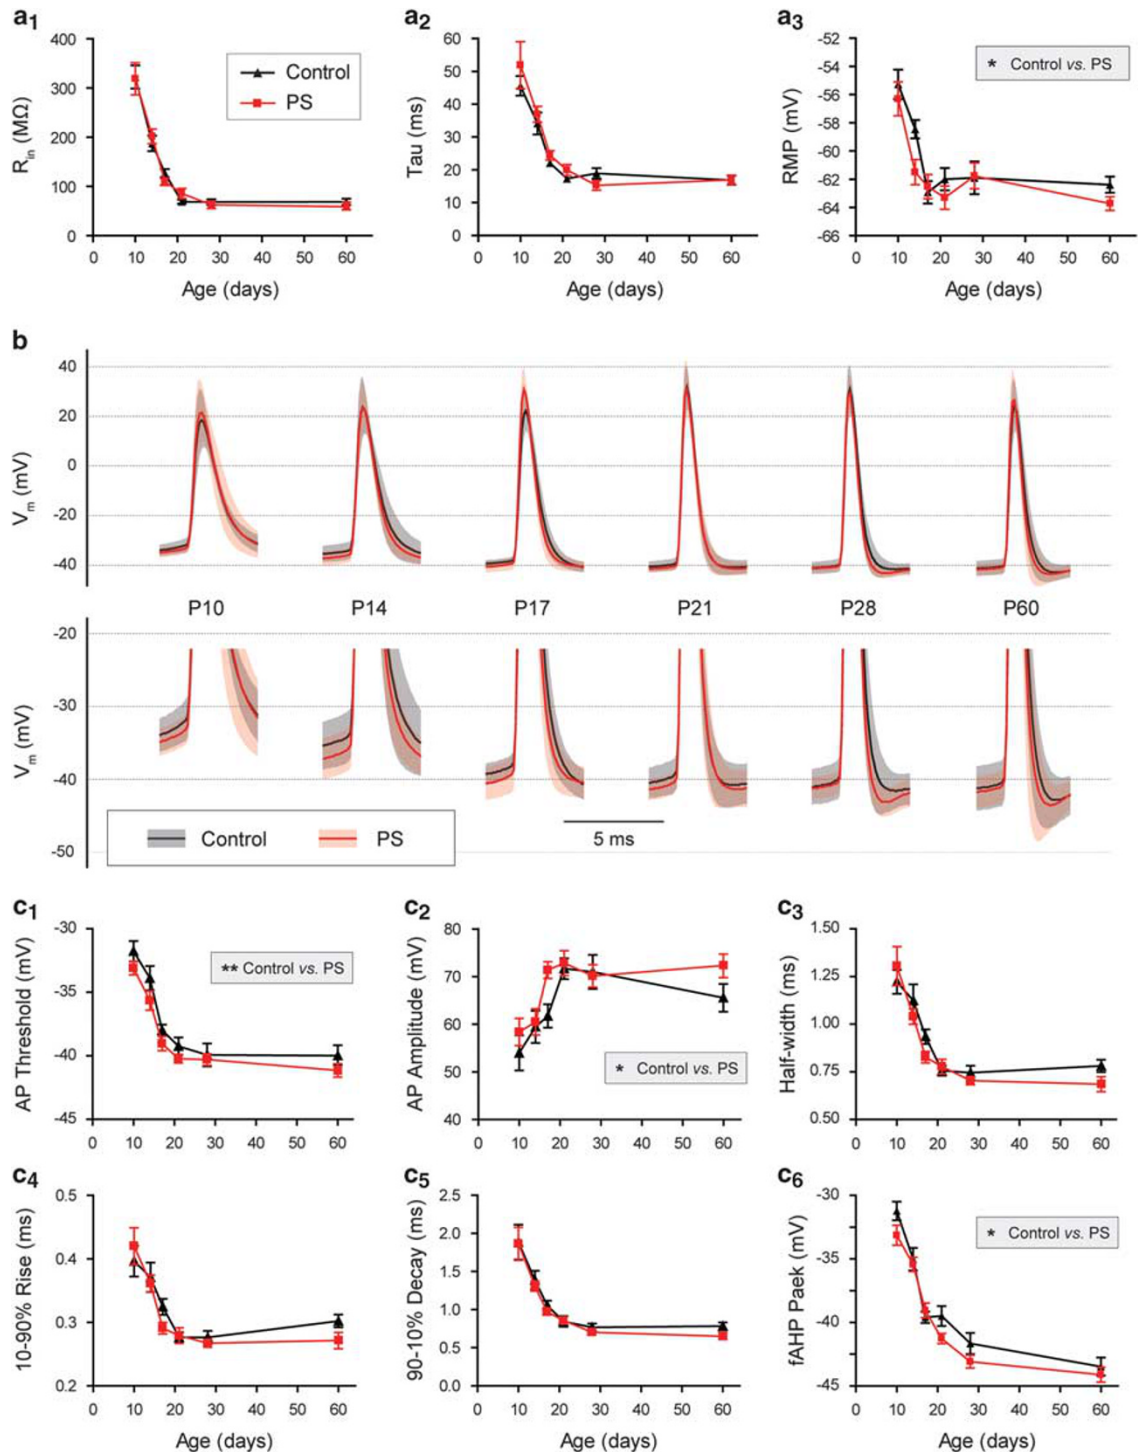 a1
a2
a3
400
300
200
100
0
Rin (MΩ)
Control
PS
0 10 20 30 40 50 60
Age (days)
60
50
40
30
20
10
0
Tau (ms)
0 10 20 30 40 50 60
Age (days)
-52
-54
-56
-58
-60
-62
-64
-66
RMP (mV)
* Control vs. PS
0 10 20 30 40 50 60
Age (days)
b
40
20
0
-20
-40
Vm (mV)
P10 P14 P17 P21 P28 P60
-20
-30
-40
-50
Vm (mV)
Control PS
5 ms
c1
c2
c3
-30
-35
-40
-45
AP Threshold (mV)
** Control vs. PS
0 10 20 30 40 50 60
80
70
60
50
40
AP Amplitude (mV)
* Control vs. PS
0 10 20 30 40 50 60
1.50
1.25
1.00
0.75
0.50
Half-width (ms)
0 10 20 30 40 50 60
c4
c5
c6
0.5
0.4
0.3
0.2
10-90% Rise (ms)
0 10 20 30 40 50 60
Age (days)
2.5
2.0
1.5
1.0
0.5
0.0
90-10% Decay (ms)
0 10 20 30 40 50 60
Age (days)
-30
-35
-40
-45
fAHP Paek (mV)
* Control vs. PS
0 10 20 30 40 50 60
Age (days)